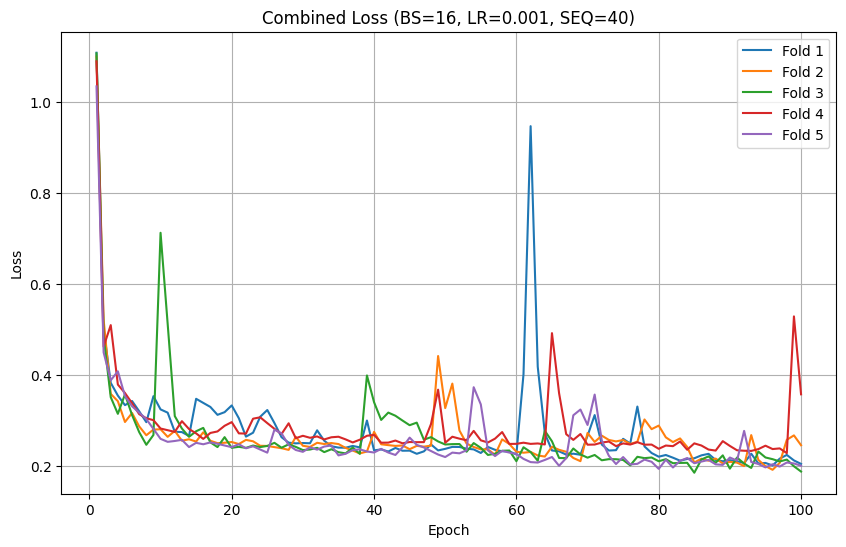 Combined Loss (BS=16, LR=0.001, SEQ=40)
Fold 1
Fold 2
Fold 3
Fold 4
Fold 5
1.0
0.8
0.6
0.4
0.2
Loss
0 20 40 60 80 100
Epoch